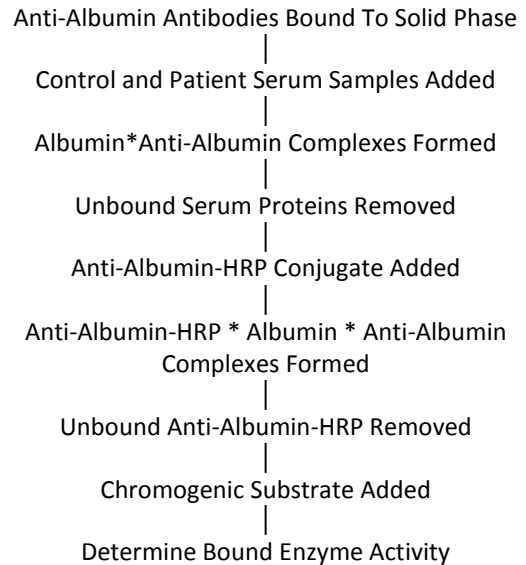 Anti-Albumin Antibodies Bound To Solid Phase
Control and Patient Serum Samples Added
Albumin*Anti-Albumin Complexes Formed
Unbound Serum Proteins Removed
Anti-Albumin-HRP Conjugate Added
Anti-Albumin-HRP * Albumin * Anti-Albumin
Complexes Formed
Unbound Anti-Albumin-HRP Removed
Chromogenic Substrate Added
Determine Bound Enzyme Activity